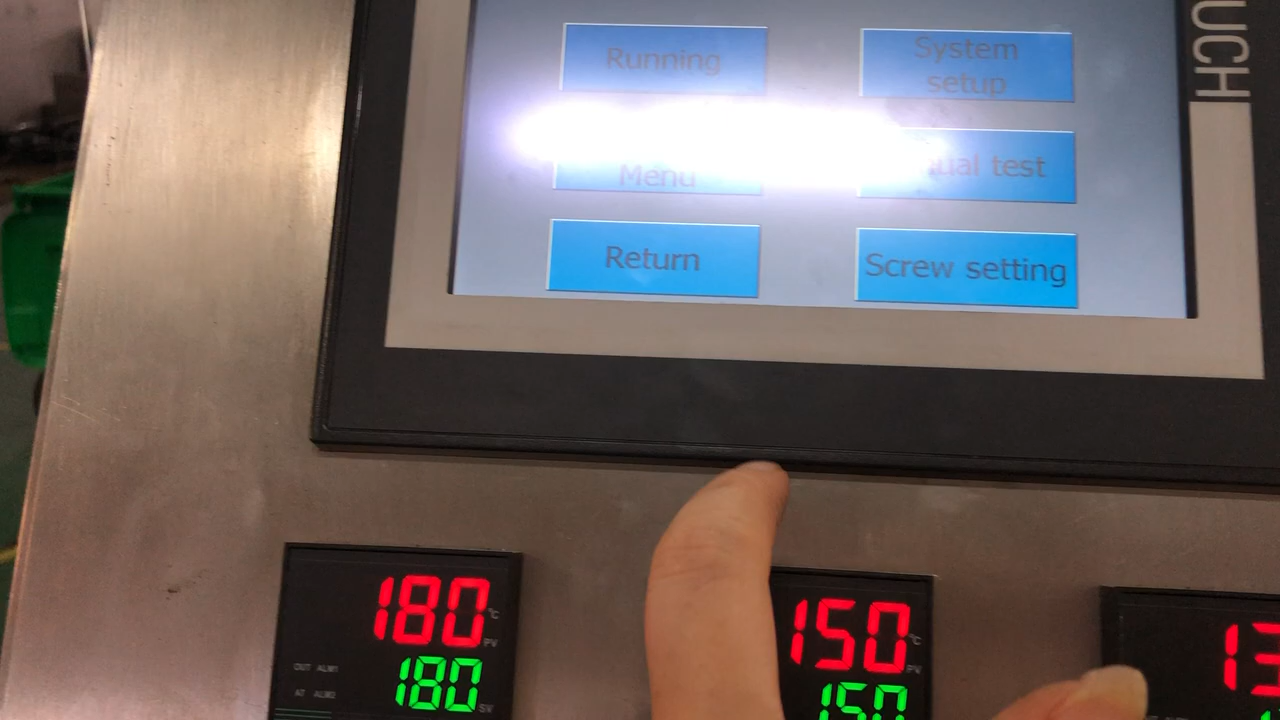 UCH
Running
System
setup
Menu
ual test
Return
Screw setting
180 °C
PV
OUT ALM1
180
AT ALM2
SV
150 °C
PV
150
13